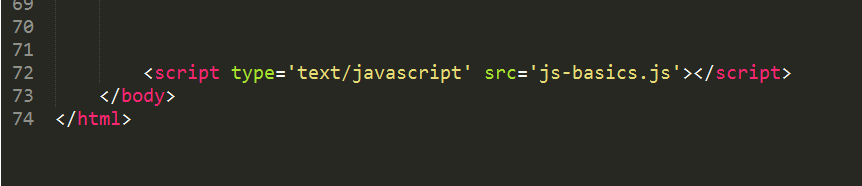 69
70
71
72 <script type='text/javascript' src='js-basics.js'></script>
73 </body>
74 </html>